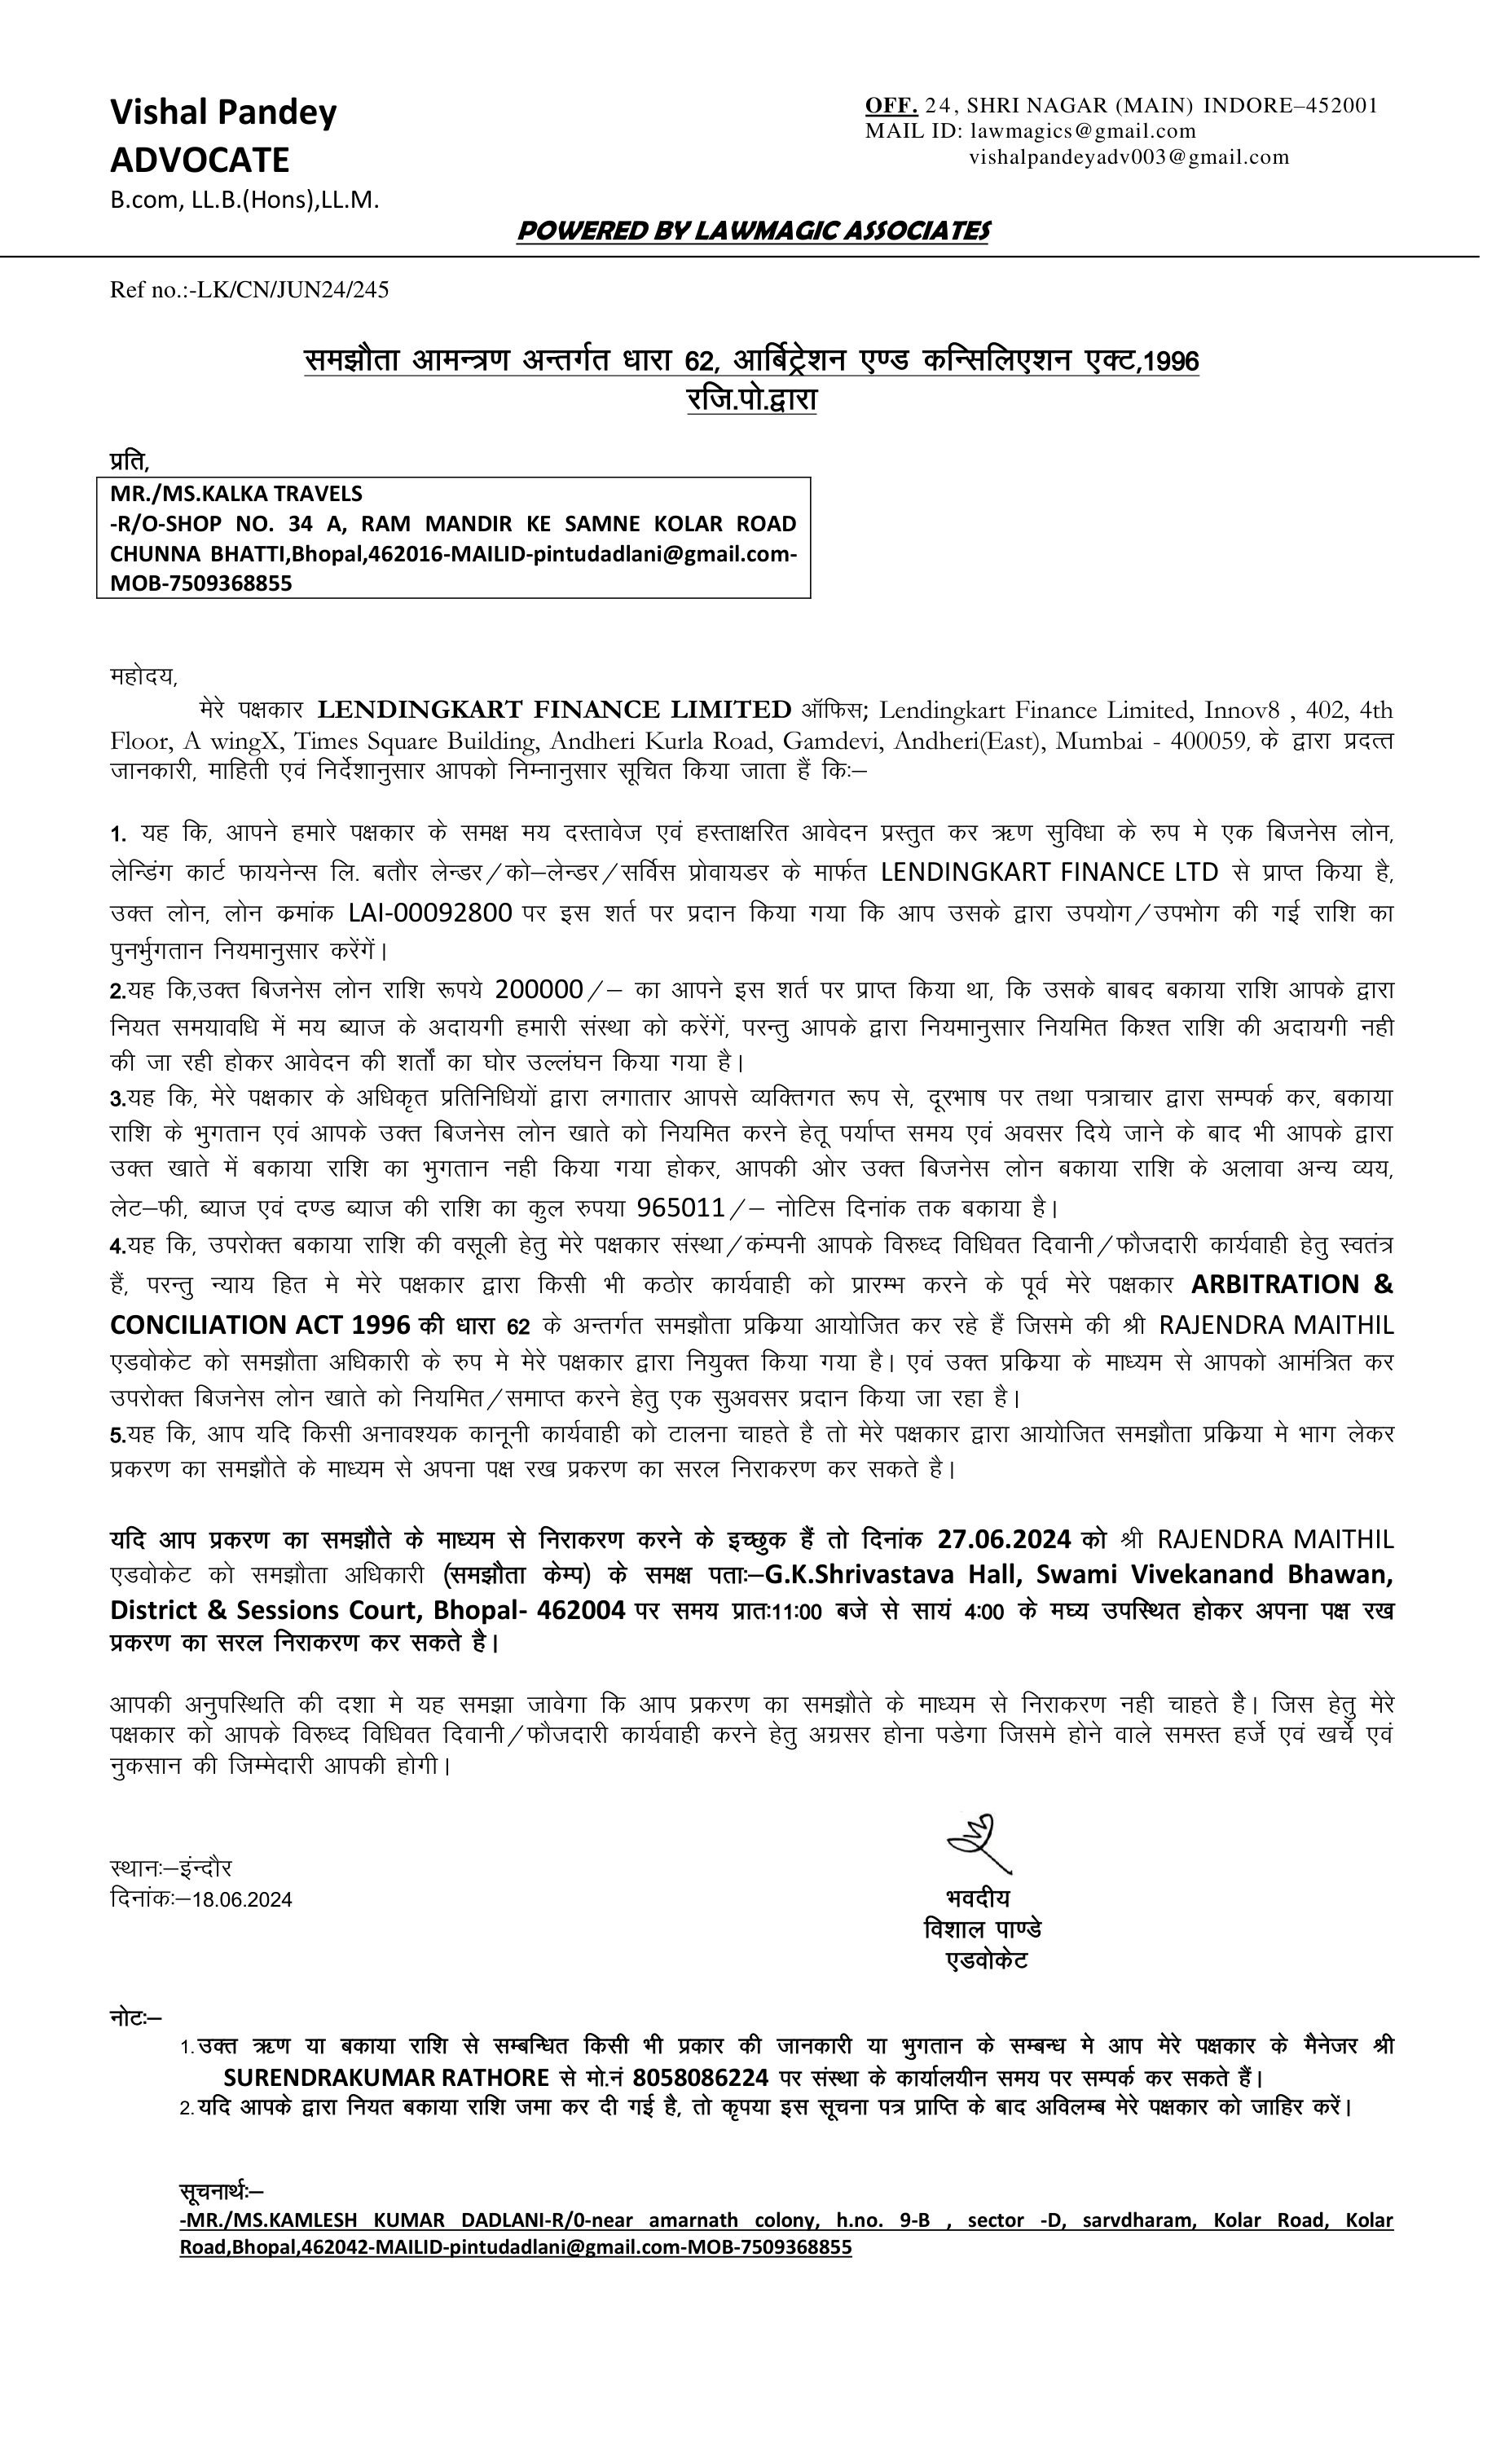 Vishal Pandey
ADVOCATE
B.com, LL.B.(Hons),LL.M.
OFF. 24, SHRI NAGAR (MAIN) INDORE–452001
MAIL ID: lawmagics@gmail.com
vishalpandeyadv003@gmail.com
POWERED BY LAWMAGIC ASSOCIATES
Ref no.:-LK/CN/JUN24/245
समझौता आमन्त्रण अन्तर्गत धारा 62, आर्बिट्रेशन एण्ड कन्सिलिएशन एक्ट,1996
रजि.पो.द्वारा
प्रति,
MR./MS.KALKA TRAVELS
-R/O-SHOP NO. 34 A, RAM MANDIR KE SAMNE KOLAR ROAD
CHUNNA BHATTI,Bhopal,462016-MAILID-pintudadlani@gmail.com-
MOB-7509368855
महोदय,
मेरे पक्षकार LENDINGKART FINANCE LIMITED ऑफिस; Lendingkart Finance Limited, Innov8 , 402, 4th
Floor, A wingX, Times Square Building, Andheri Kurla Road, Gamdevi, Andheri(East), Mumbai - 400059, के द्वारा प्रदत्त
जानकारी, माहिती एवं निर्देशानुसार आपको निम्नानुसार सूचित किया जाता हैं कि:–
1. यह कि, आपने हमारे पक्षकार के समक्ष मय दस्तावेज एवं हस्ताक्षरित आवेदन प्रस्तुत कर ऋण सुविधा के रुप मे एक बिजनेस लोन,
लेन्डिंग कार्ट फायनेन्स लि. बतौर लेन्डर/को–लेन्डर/सर्विस प्रोवायडर के मार्फत LENDINGKART FINANCE LTD से प्राप्त किया है,
उक्त लोन, लोन क्रमांक LAI-00092800 पर इस शर्त पर प्रदान किया गया कि आप उसके द्वारा उपयोग/उपभोग की गई राशि का
पुनर्भुगतान नियमानुसार करेंगें।
2.यह कि,उक्त बिजनेस लोन राशि रूपये 200000/– का आपने इस शर्त पर प्राप्त किया था, कि उसके बाबद बकाया राशि आपके द्वारा
नियत समयावधि में मय ब्याज के अदायगी हमारी संस्था को करेंगें, परन्तु आपके द्वारा नियमानुसार नियमित किश्त राशि की अदायगी नही
की जा रही होकर आवेदन की शर्तों का घोर उल्लंघन किया गया है।
3.यह कि, मेरे पक्षकार के अधिकृत प्रतिनिधियों द्वारा लगातार आपसे व्यक्तिगत रूप से, दूरभाष पर तथा पत्राचार द्वारा सम्पर्क कर, बकाया
राशि के भुगतान एवं आपके उक्त बिजनेस लोन खाते को नियमित करने हेतू पर्याप्त समय एवं अवसर दिये जाने के बाद भी आपके द्वारा
उक्त खाते में बकाया राशि का भुगतान नही किया गया होकर, आपकी ओर उक्त बिजनेस लोन बकाया राशि के अलावा अन्य व्यय,
लेट–फी, ब्याज एवं दण्ड ब्याज की राशि का कुल रुपया 965011/– नोटिस दिनांक तक बकाया है।
4.यह कि, उपरोक्त बकाया राशि की वसूली हेतु मेरे पक्षकार संस्था/कंम्पनी आपके विरुध्द विधिवत दिवानी/फौजदारी कार्यवाही हेतु स्वतंत्र
हैं, परन्तु न्याय हित मे मेरे पक्षकार द्वारा किसी भी कठोर कार्यवाही को प्रारम्भ करने के पूर्व मेरे पक्षकार ARBITRATION &
CONCILIATION ACT 1996 की धारा 62 के अन्तर्गत समझौता प्रक्रिया आयोजित कर रहे हैं जिसमे की श्री RAJENDRA MAITHIL
एडवोकेट को समझौता अधिकारी के रुप मे मेरे पक्षकार द्वारा नियुक्त किया गया है। एवं उक्त प्रक्रिया के माध्यम से आपको आमंत्रित कर
उपरोक्त बिजनेस लोन खाते को नियमित/समाप्त करने हेतु एक सुअवसर प्रदान किया जा रहा है।
5.यह कि, आप यदि किसी अनावश्यक कानूनी कार्यवाही को टालना चाहते है तो मेरे पक्षकार द्वारा आयोजित समझौता प्रक्रिया मे भाग लेकर
प्रकरण का समझौते के माध्यम से अपना पक्ष रख प्रकरण का सरल निराकरण कर सकते है।
यदि आप प्रकरण का समझौते के माध्यम से निराकरण करने के इच्छुक हैं तो दिनांक 27.06.2024 को श्री RAJENDRA MAITHIL
एडवोकेट को समझौता अधिकारी (समझौता केम्प) के समक्ष पता:–G.K.Shrivastava Hall, Swami Vivekanand Bhawan,
District & Sessions Court, Bhopal- 462004 पर समय प्रात:11:00 बजे से सायं 4:00 के मघ्य उपस्थित होकर अपना पक्ष रख
प्रकरण का सरल निराकरण कर सकते है।
आपकी अनुपस्थिति की दशा मे यह समझा जावेगा कि आप प्रकरण का समझौते के माध्यम से निराकरण नही चाहते है। जिस हेतु मेरे
पक्षकार को आपके विरुध्द विधिवत दिवानी/फौजदारी कार्यवाही करने हेतु अग्रसर होना पडेगा जिसमे होने वाले समस्त हर्जे एवं खर्चे एवं
नुकसान की जिम्मेदारी आपकी होगी।
स्थान:–इंन्दौर
दिनांक:–18.06.2024
भवदीय
विशाल पाण्डे
एडवोकेट
नोट:–
1.उक्त ऋण या बकाया राशि से सम्बन्धित किसी भी प्रकार की जानकारी या भुगतान के सम्बन्ध मे आप मेरे पक्षकार के मैनेजर श्री
SURENDRAKUMAR RATHORE से मो.नं 8058086224 पर संस्था के कार्यालयीन समय पर सम्पर्क कर सकते हैं।
2.यदि आपके द्वारा नियत बकाया राशि जमा कर दी गई है, तो कृपया इस सूचना पत्र प्राप्ति के बाद अविलम्ब मेरे पक्षकार को जाहिर करें।
सूचनार्थ:–
-MR./MS.KAMLESH KUMAR DADLANI-R/0-near amarnath colony, h.no. 9-B , sector -D, sarvdharam, Kolar Road, Kolar
Road,Bhopal,462042-MAILID-pintudadlani@gmail.com-MOB-7509368855